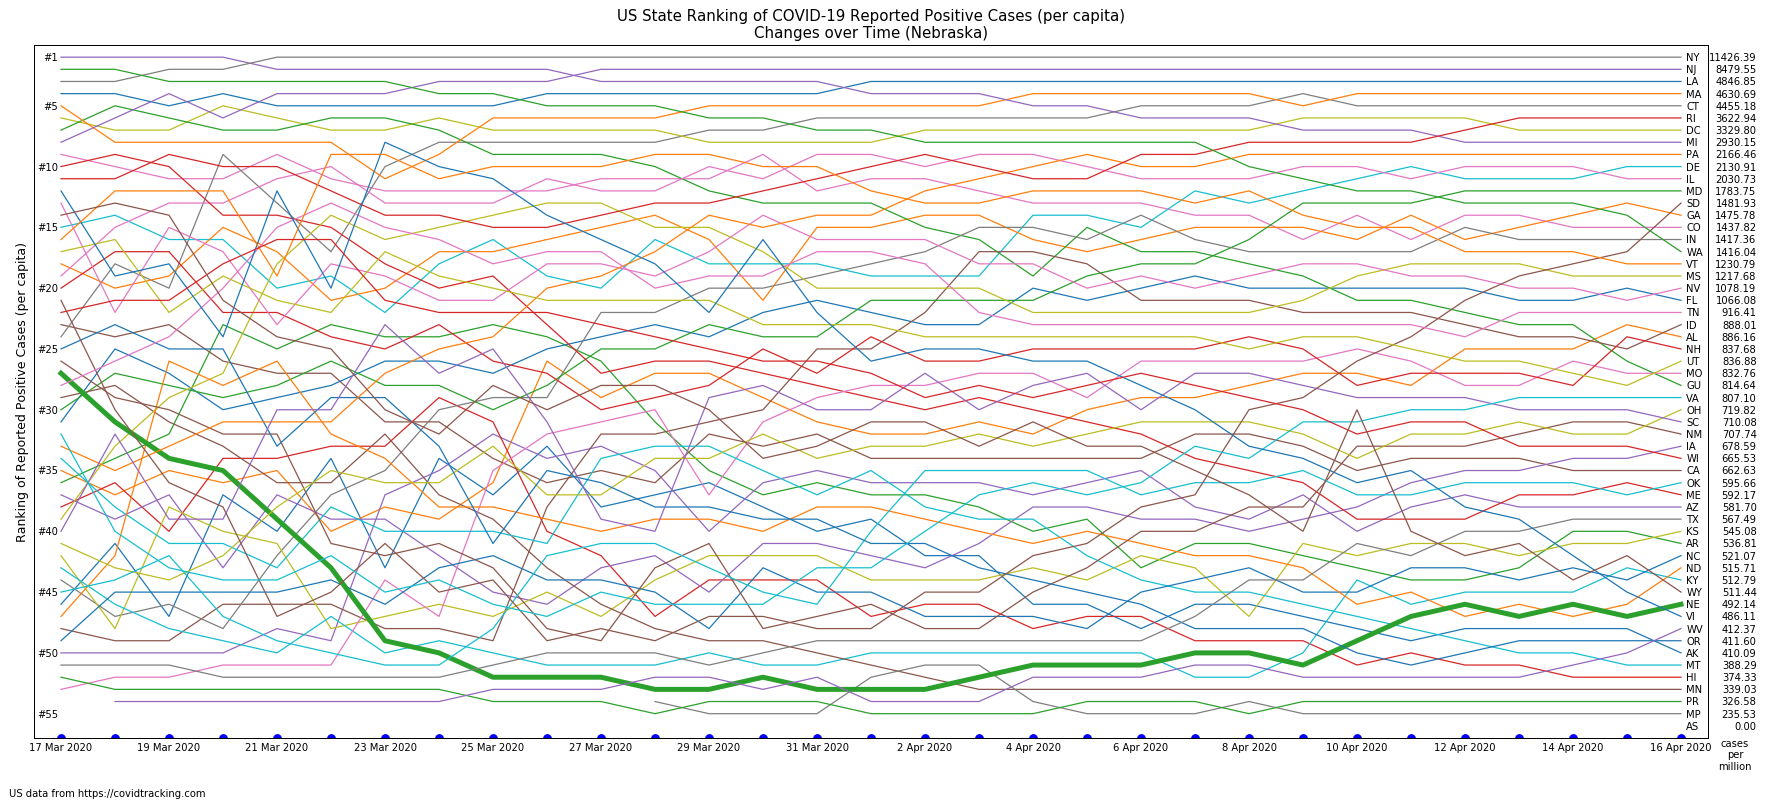 US State Ranking of COVID-19 Reported Positive Cases (per capita)
Changes over Time (Nebraska)
Ranking of Reported Positive Cases (per capita)
#1
#5
#10
#15
#20
#25
#30
#35
#40
#45
#50
#55
NY 11426.39
NJ 8479.55
LA 4846.85
MA 4630.69
CT 4455.18
RI 3622.94
DC 3329.80
MI 2930.15
PA 2166.46
DE 2130.91
IL 2030.73
MD 1783.75
SD 1481.93
GA 1475.78
CO 1437.82
IN 1417.36
WA 1416.04
VT 1230.79
MS 1217.68
NV 1078.19
FL 1066.08
TN 916.41
ID 888.01
AL 886.16
NH 837.68
UT 836.88
MO 832.76
GU 814.64
VA 807.10
OH 719.82
SC 710.08
NM 707.74
IA 678.59
WI 665.53
CA 662.63
OK 595.66
ME 592.17
AZ 581.70
TX 567.49
KS 545.08
AR 536.81
NC 521.07
ND 515.71
KY 512.79
WY 511.44
NE 492.14
VI 486.11
WV 412.37
OR 411.60
AK 410.09
MT 388.29
HI 374.33
MN 339.03
PR 326.58
MP 235.53
AS 0.00
17 Mar 2020 19 Mar 2020 21 Mar 2020 23 Mar 2020 25 Mar 2020 27 Mar 2020 29 Mar 2020 31 Mar 2020 2 Apr 2020 4 Apr 2020 6 Apr 2020 8 Apr 2020 10 Apr 2020 12 Apr 2020 14 Apr 2020 16 Apr 2020
cases
per
million
US data from https://covidtracking.com